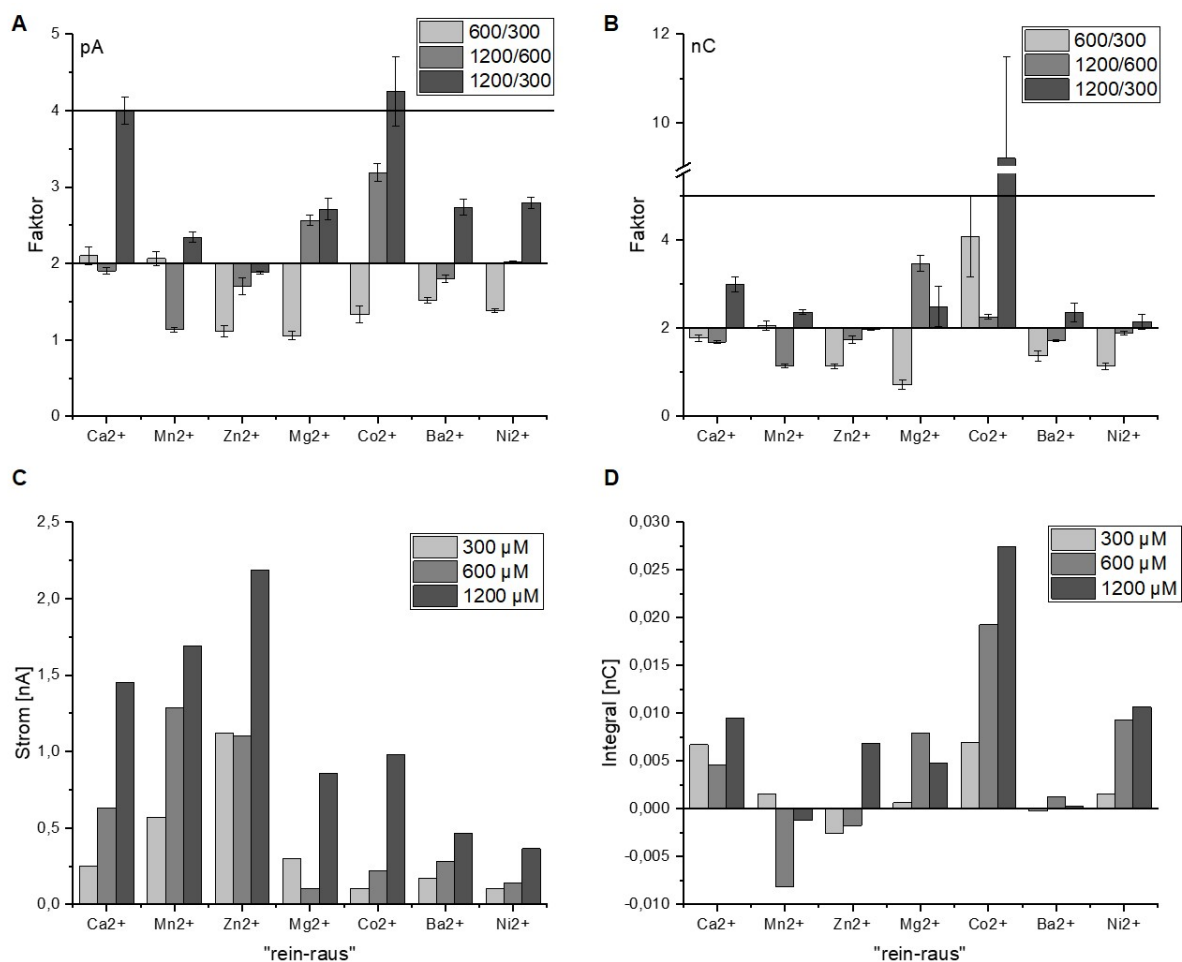 A
pA
600/300
1200/600
1200/300
5
4
3
2
1
0
Faktor
Ca2+ Mn2+ Zn2+ Mg2+ Co2+ Ba2+ Ni2+
B
nC
600/300
1200/600
1200/300
12
10
4
2
0
Faktor
Ca2+ Mn2+ Zn2+ Mg2+ Co2+ Ba2+ Ni2+
C
300 µM
600 µM
1200 µM
2,5
2,0
1,5
1,0
0,5
0,0
Strom [nA]
Ca2+ Mn2+ Zn2+ Mg2+ Co2+ Ba2+ Ni2+
"rein-raus"
D
300 µM
600 µM
1200 µM
0,030
0,025
0,020
0,015
0,010
0,005
0,000
-0,005
-0,010
Integral [nC]
Ca2+ Mn2+ Zn2+ Mg2+ Co2+ Ba2+ Ni2+
"rein-raus"